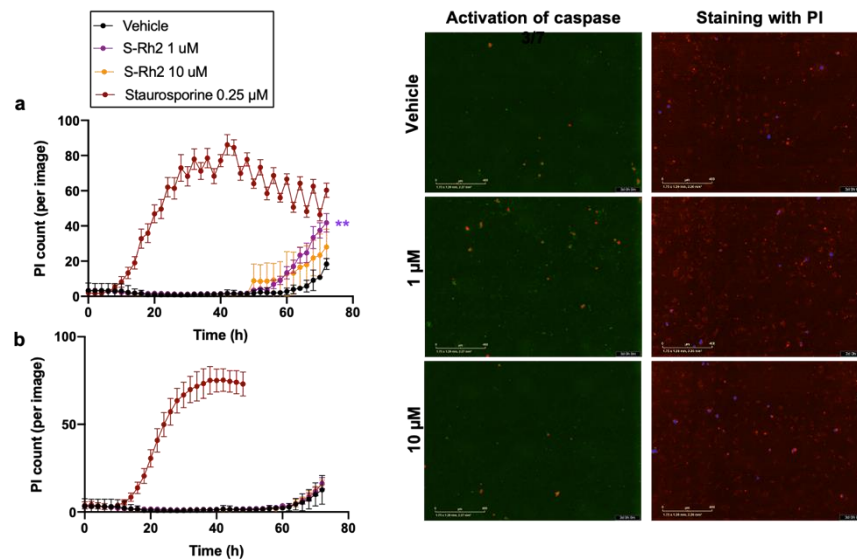 Vehicle
S-Rh2 1 uM
S-Rh2 10 uM
Staurosporine 0.25 µM
a
PI count (per image)
100
80
60
40
20
0
0 20 40 60 80
Time (h)
**
b
PI count (per image)
100
50
0
0 20 40 60 80
Time (h)
Activation of caspase
3/7
Staining with PI
Vehicle
1 µM
10 µM